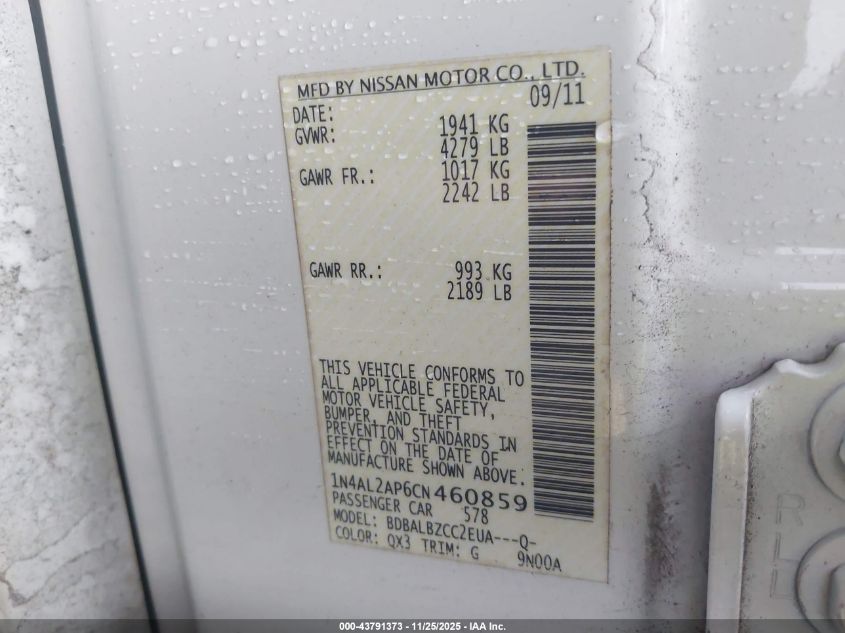 MFD BY NISSAN MOTOR CO., LTD.
DATE: 09/11
GVWR: 1941 KG
4279 LB
GAWR FR.: 1017 KG
2242 LB
GAWR RR.: 993 KG
2189 LB
THIS VEHICLE CONFORMS TO
ALL APPLICABLE FEDERAL
MOTOR VEHICLE SAFETY,
BUMPER, AND THEFT
PREVENTION STANDARDS IN
EFFECT ON THE DATE OF
MANUFACTURE SHOWN ABOVE.
1N4AL2AP6CN460859
PASSENGER CAR 578
MODEL: BDBALBZCC2EUA---Q-
COLOR: QX3 TRIM: G 9N00A
RLL
000-43791373 - 11/25/2025 - IAA Inc.